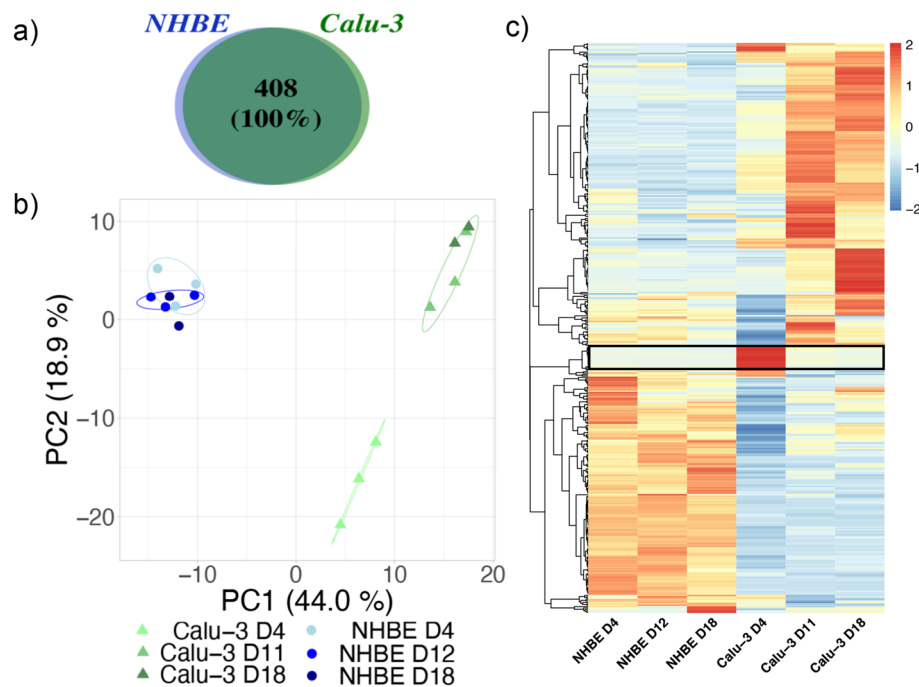 a)
NHBE Calu-3
408
(100%)
b)
10
0
−10
−20
PC2 (18.9 %)
−10 0 10 20
PC1 (44.0 %)
Calu−3 D4 NHBE D4
Calu−3 D11 NHBE D12
Calu−3 D18 NHBE D18
c)
2
1
0
−1
−2
NHBE D4 NHBE D12 NHBE D18 Calu−3 D4 Calu−3 D11 Calu−3 D18